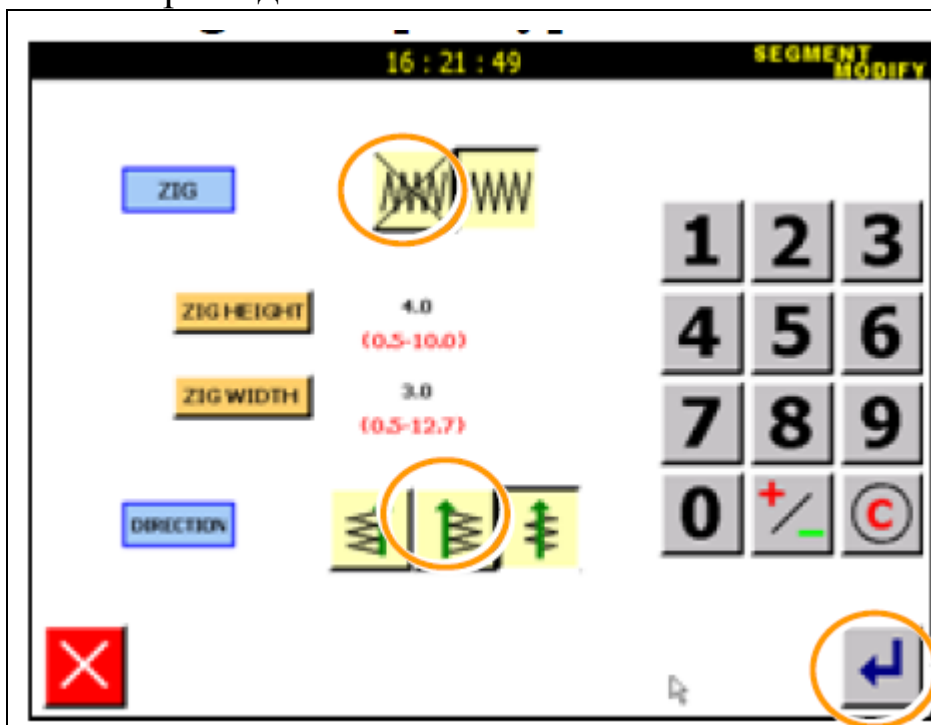 16 : 21 : 49
SEGMENT
MODIFY
ZIG
1 2 3
ZIG HEIGHT 4.0
(0.5-10.0)
4 5 6
ZIG WIDTH 3.0
(0.5-12.7)
7 8 9
DIRECTION
0 +/- C